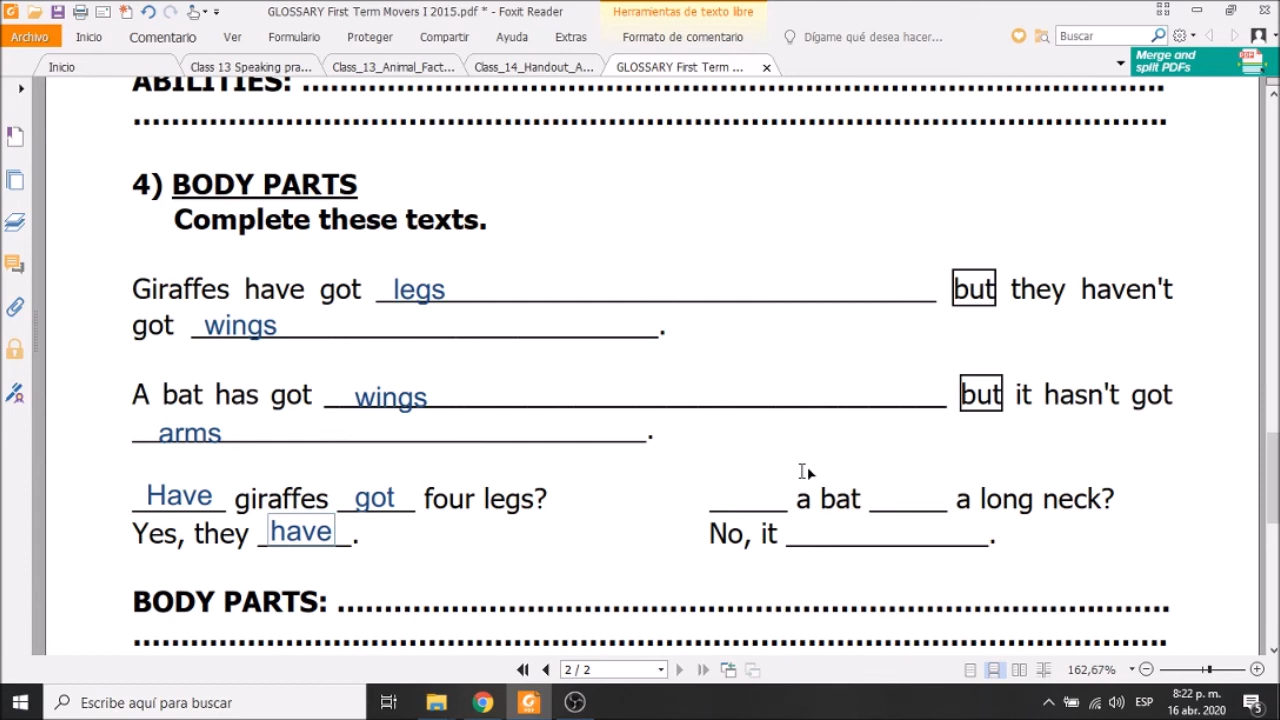 GLOSSARY First Term Movers I 2015.pdf * - Foxit Reader
Herramientas de texto libre
Archivo Inicio Comentario Ver Formulario Proteger Compartir Ayuda Extras Formato de comentario Dígame qué desea hacer... Buscar
Inicio Class 13 Speaking pra... Class_13_Animal_Fact... Class_14_Handout_A... GLOSSARY First Term ...
Merge and
split PDFs
ABILITIES: ........................................................................................
........................................................................................................
4) BODY PARTS
Complete these texts.
Giraffes have got legs but they haven't
got wings.
A bat has got wings but it hasn't got
arms.
Have giraffes got four legs? _____ a bat _____ a long neck?
Yes, they have. No, it _____________.
BODY PARTS: ....................................................................................
........................................................................................................
2 / 2 162,67%
Escribe aquí para buscar
ESP
8:22 p. m.
16 abr. 2020
5